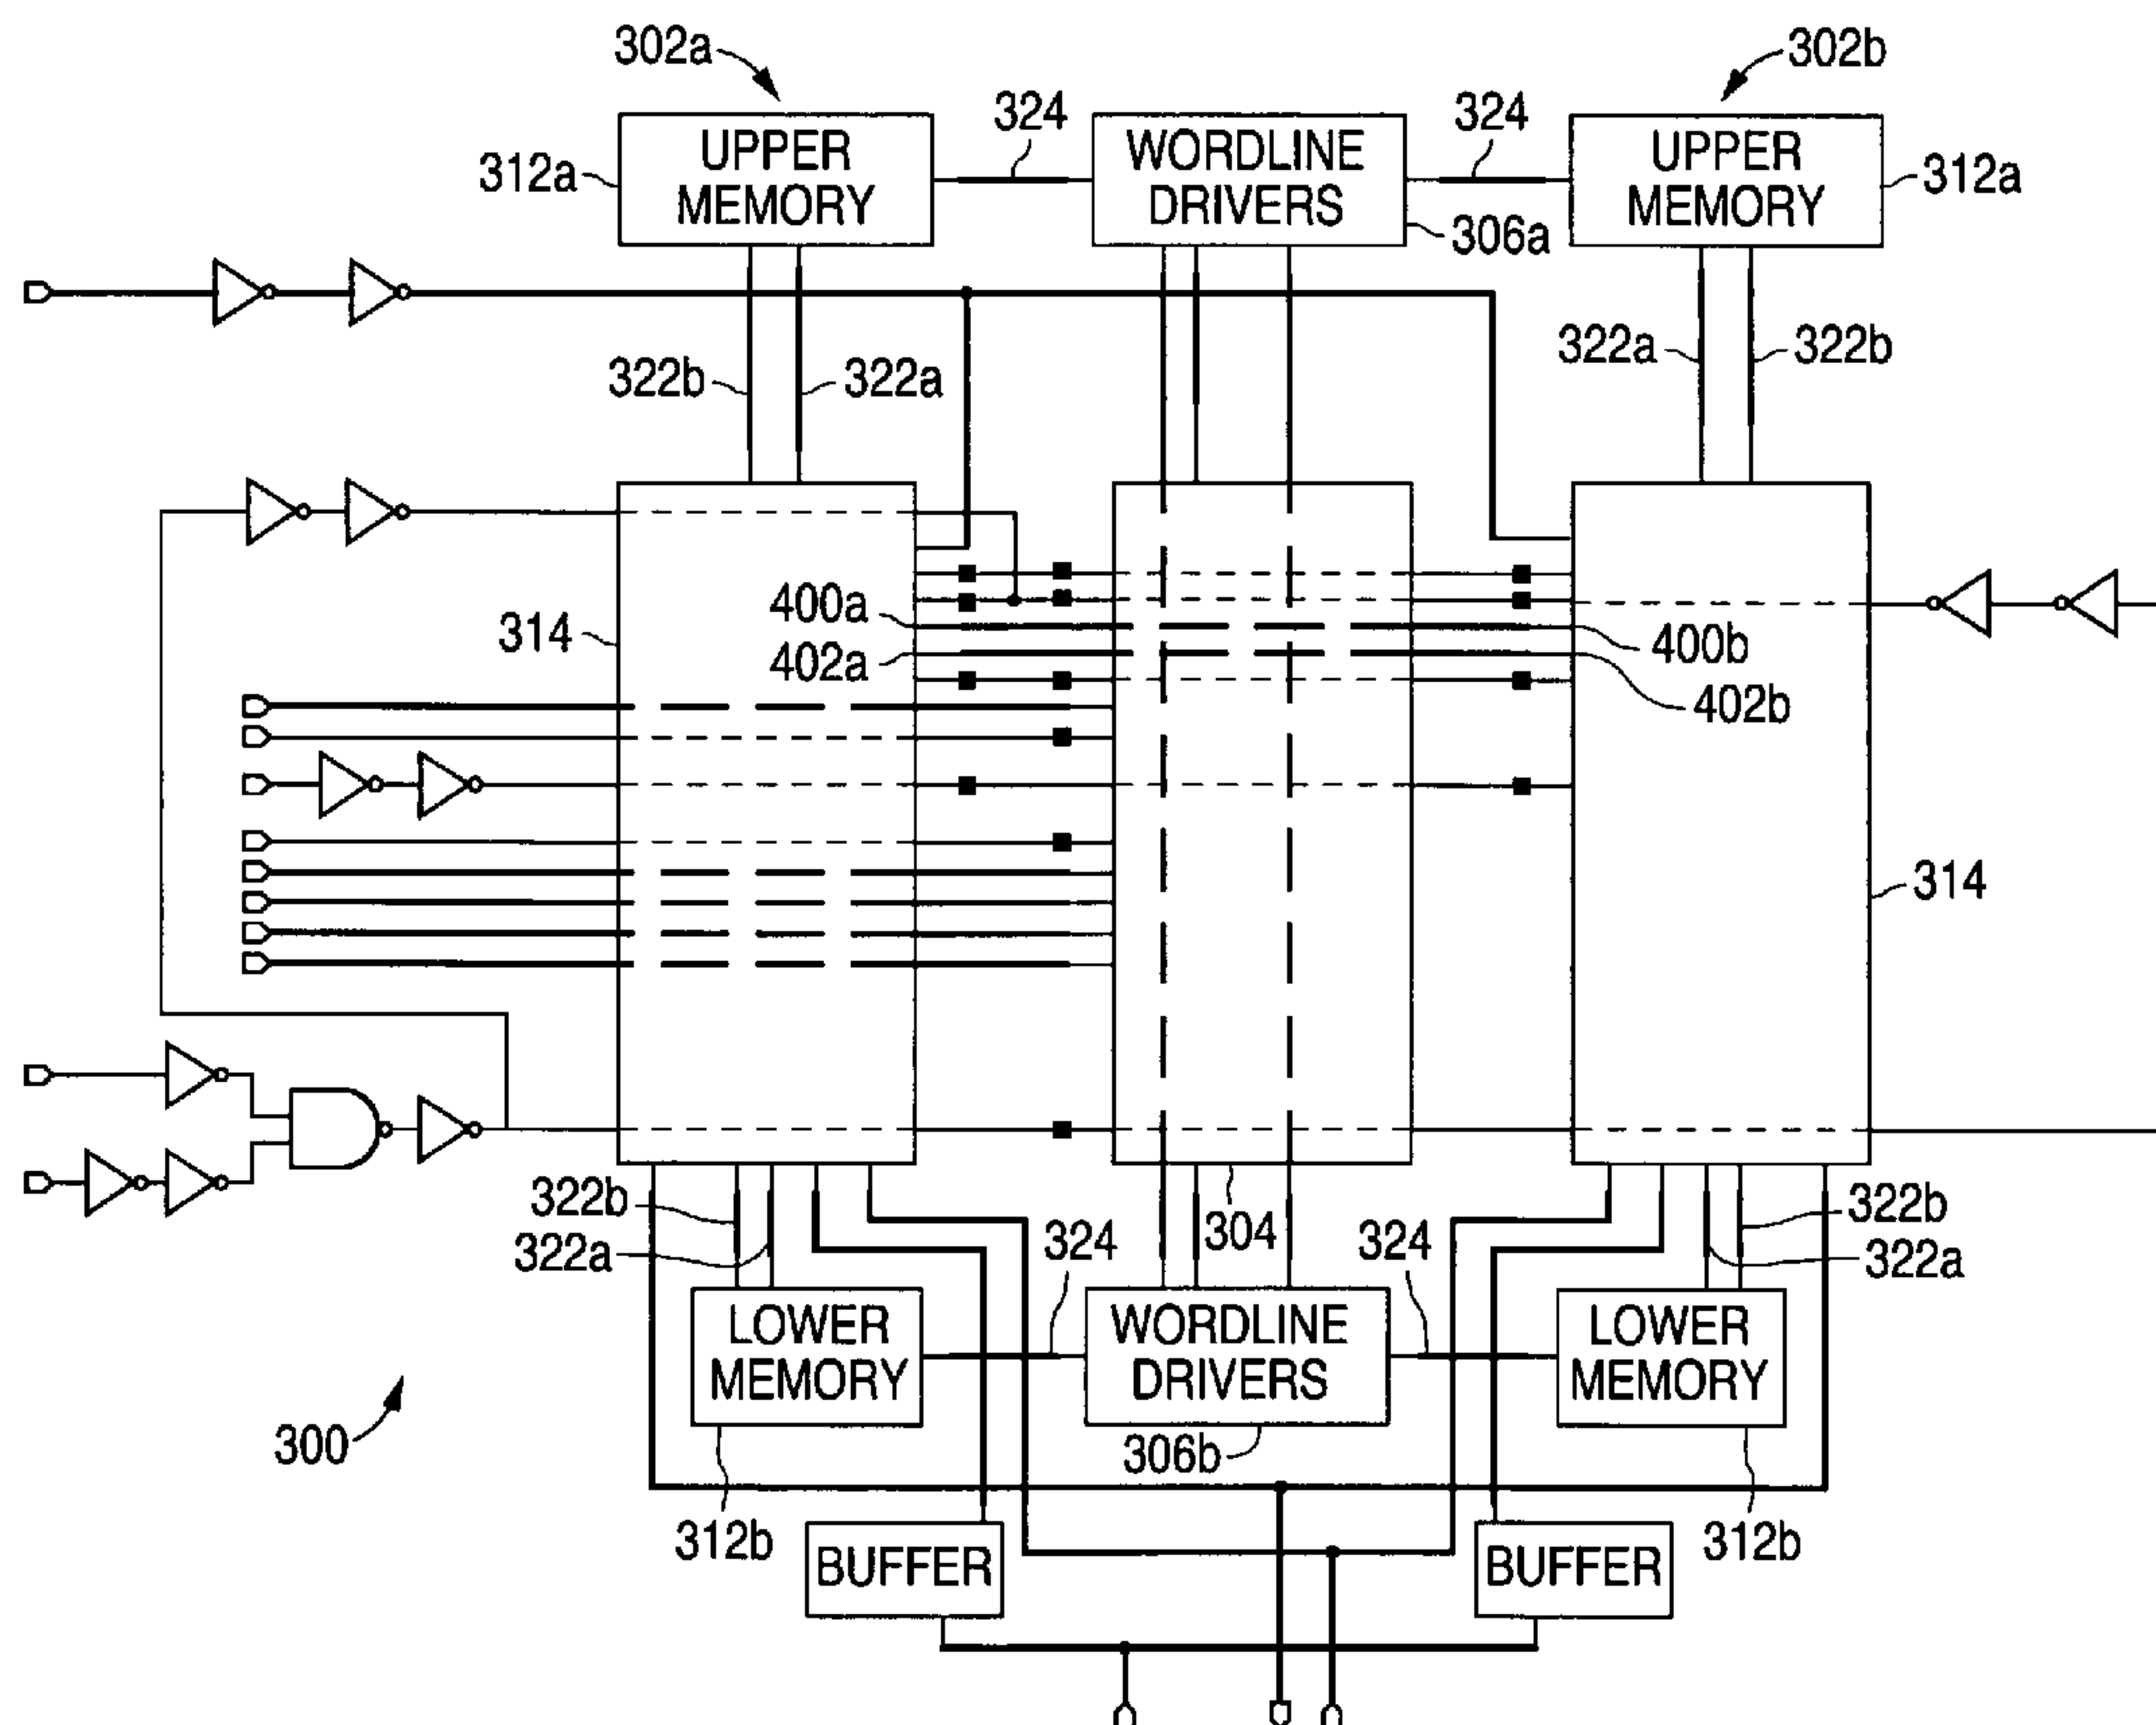 302a
302b
324
324
UPPER
MEMORY
WORDLINE
DRIVERS
UPPER
MEMORY
312a
312a
306a
322b
322a
322a
322b
400a
314
402a
400b
402b
314
322b
322a
304
324
324
322b
322a
LOWER
MEMORY
WORDLINE
DRIVERS
LOWER
MEMORY
300
306b
312b
312b
BUFFER
BUFFER